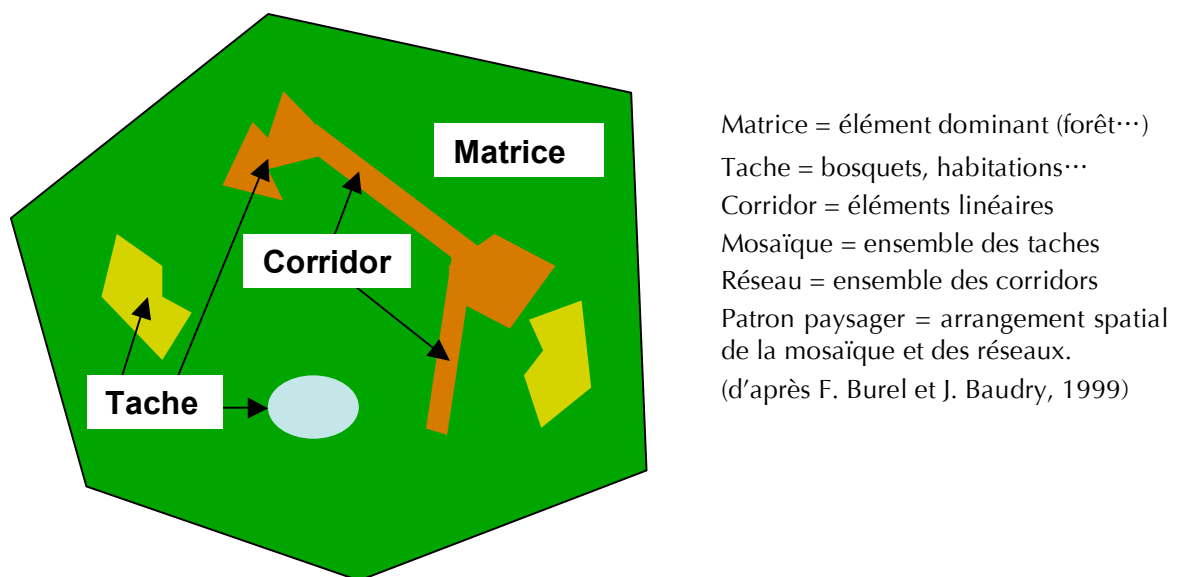 Matrice
Corridor
Tache
Matrice = élément dominant (forêt…)
Tache = bosquets, habitations…
Corridor = éléments linéaires
Mosaïque = ensemble des taches
Réseau = ensemble des corridors
Patron paysager = arrangement spatial
de la mosaïque et des réseaux.
(d’après F. Burel et J. Baudry, 1999)